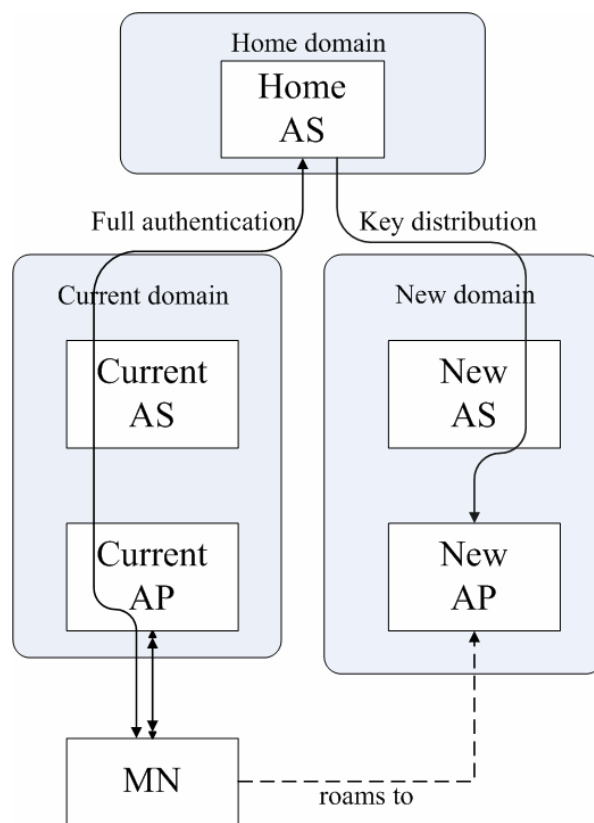 Home domain
Home
AS
Full authentication
Key distribution
Current domain
New domain
Current
AS
New
AS
Current
AP
New
AP
MN
roams to